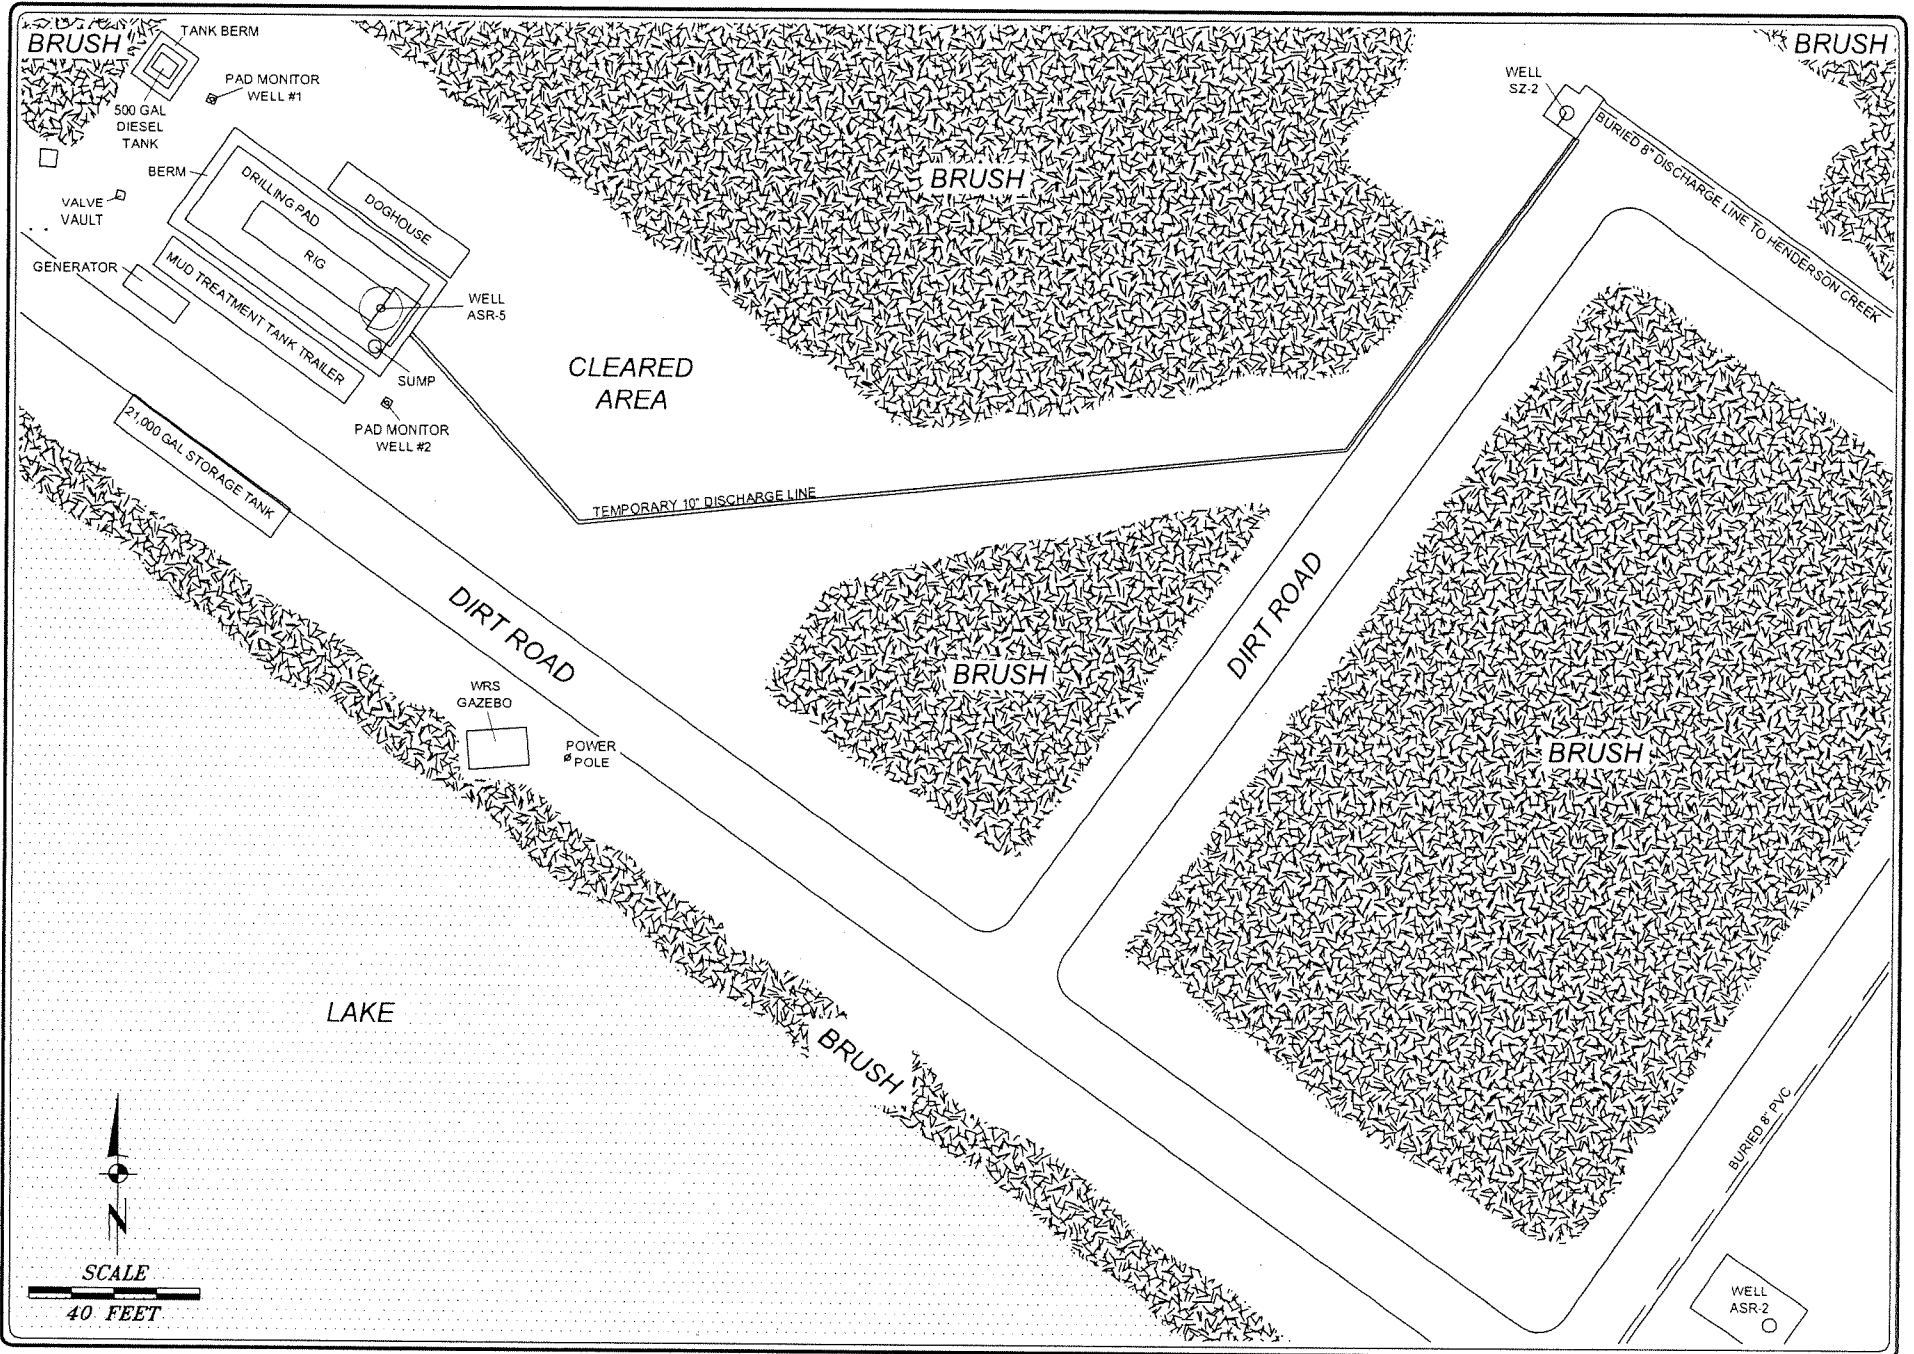 BRUSH
TANK BERM
BRUSH
PAD MONITOR
WELL #1
WELL
SZ-2
500 GAL
DIESEL
TANK
BURIED 8" DISCHARGE LINE TO HENDERSON CREEK
BERM
DRILLING PAD
DOGHOUSE
BRUSH
VALVE
VAULT
RIG
GENERATOR
MUD TREATMENT TANK TRAILER
WELL
ASR-5
SUMP
CLEARED
AREA
21,000 GAL STORAGE TANK
PAD MONITOR
WELL #2
TEMPORARY 10" DISCHARGE LINE
DIRT ROAD
DIRT ROAD
BRUSH
WRS
GAZEBO
POWER
POLE
BRUSH
LAKE
BRUSH
BURIED 8" PVC
N
SCALE
40 FEET
WELL
ASR-2